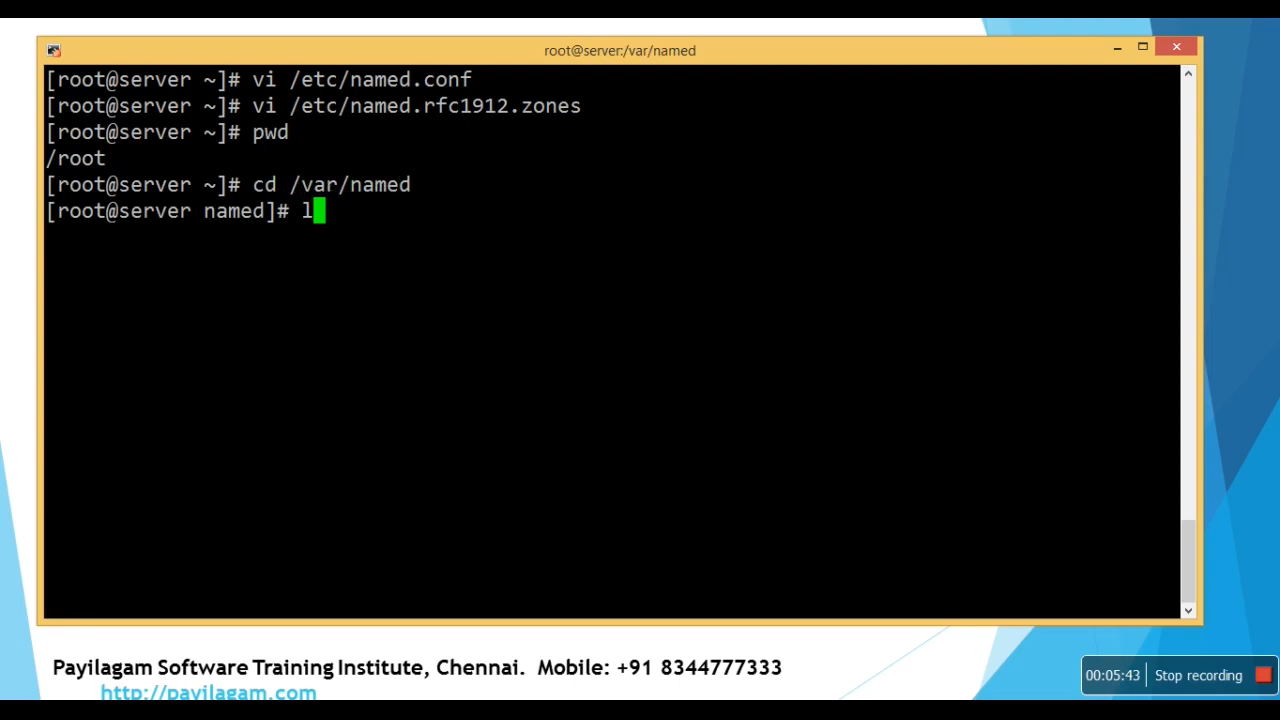 root@server:/var/named
[root@server ~]# vi /etc/named.conf
[root@server ~]# vi /etc/named.rfc1912.zones
[root@server ~]# pwd
/root
[root@server ~]# cd /var/named
[root@server named]# l
Payilagam Software Training Institute, Chennai. Mobile: +91 8344777333
http://payilagam.com
00:05:43 Stop recording